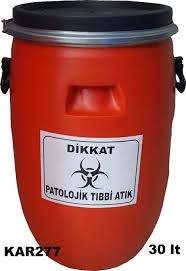 DİKKAT
PATOLOJİK TIBBİ ATIK
KAR277
30 lt